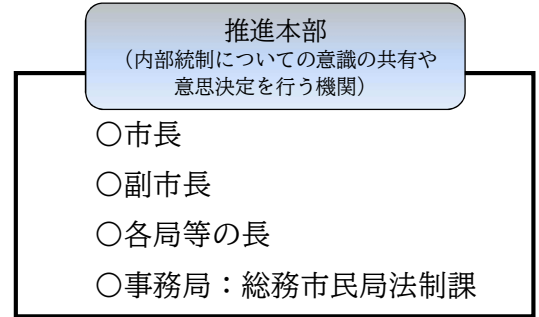 推進本部
（内部統制についての意識の共有や
意思決定を行う機関）
○市長
○副市長
○各局等の長
○事務局：総務市民局法制課